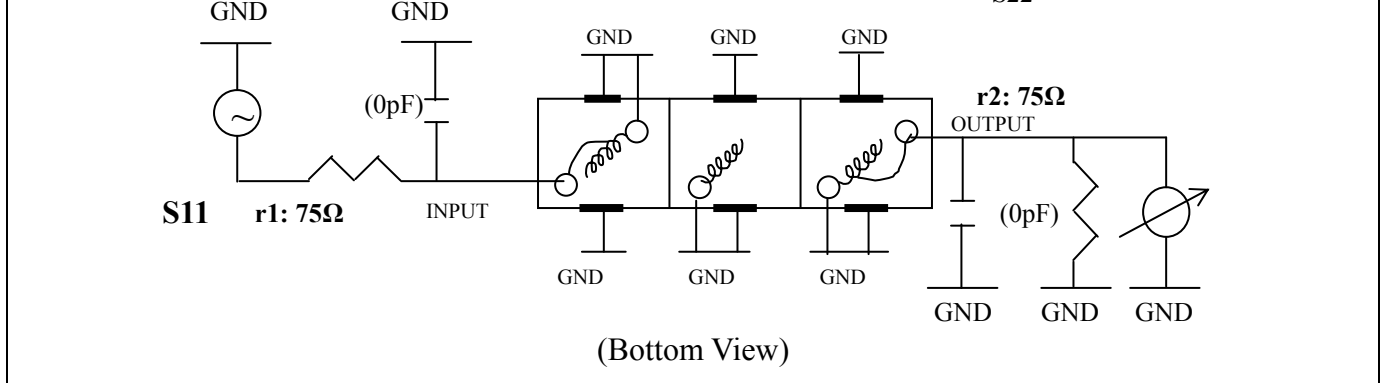 S22
GND
GND
GND
GND
GND
(0pF)
r2: 75Ω
OUTPUT
S11
r1: 75Ω
INPUT
(0pF)
GND
GND
GND
GND
GND
GND
(Bottom View)